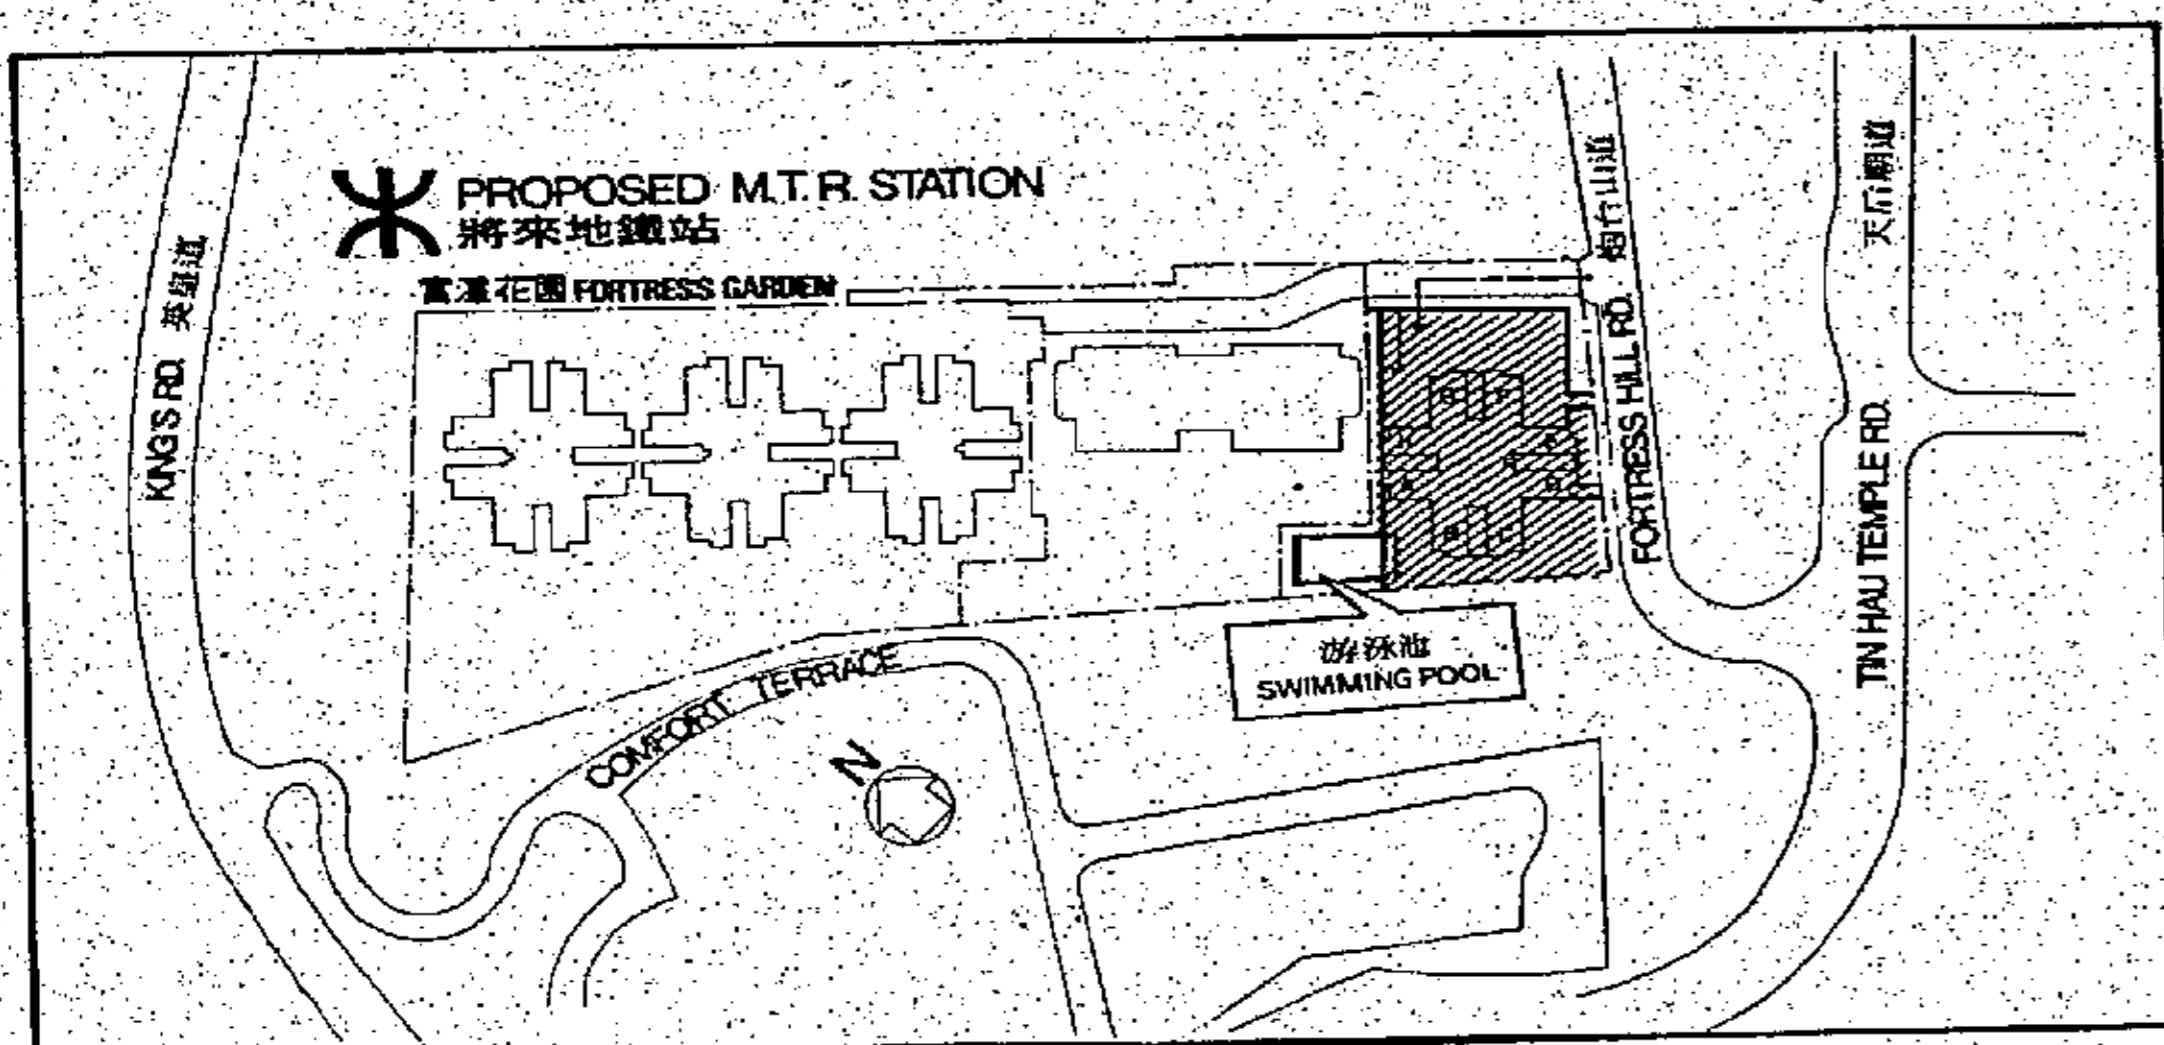 PROPOSED M.T.R. STATION
將來地鐵站
富澤花園 FORTRESS GARDEN
KING'S RD. 英皇道
炮台山道
FORTRESS HILL RD.
天后廟道
TIN HAU TEMPLE RD.
游泳池
SWIMMING POOL
COMFORT TERRACE
N